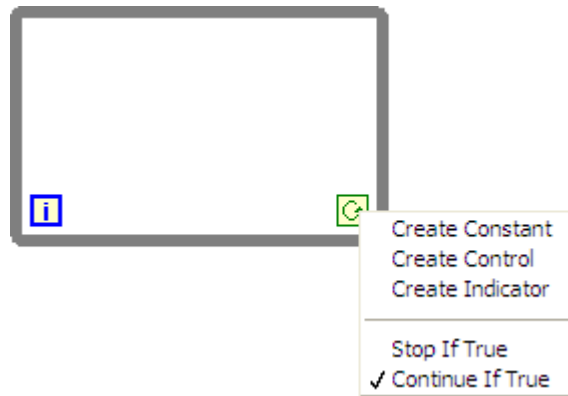 i
Create Constant
Create Control
Create Indicator
Stop If True
✓ Continue If True